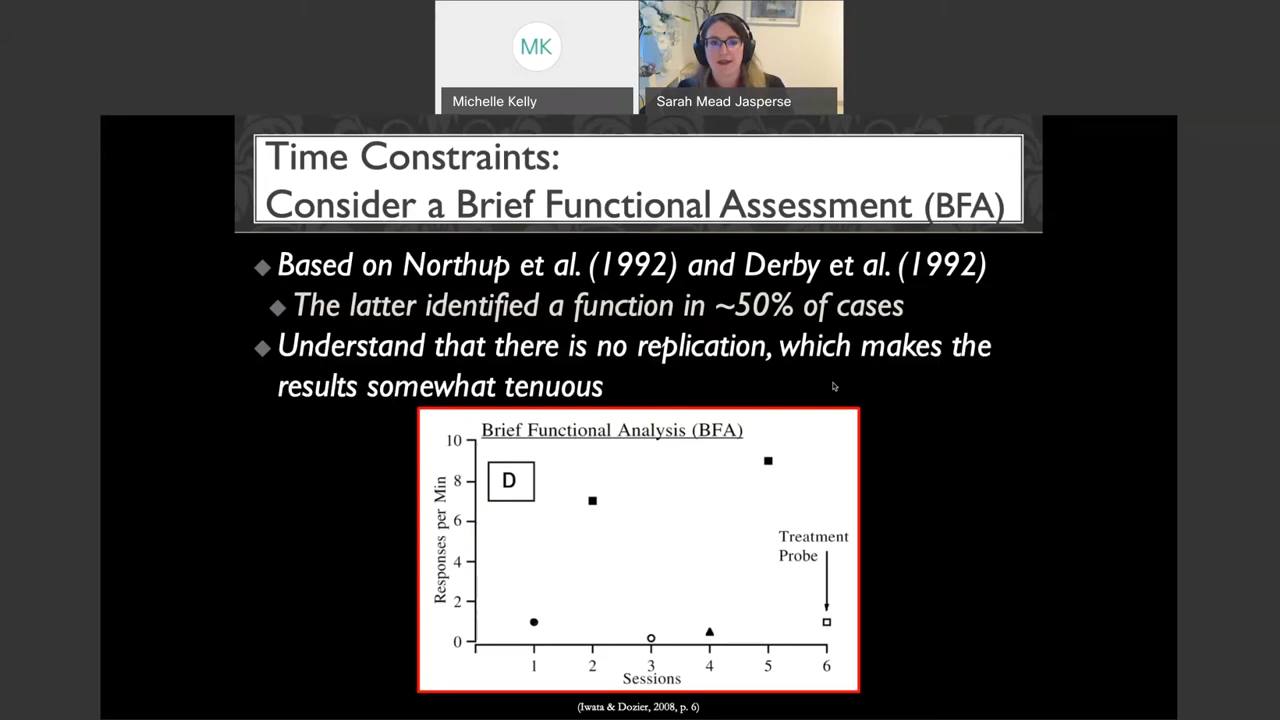 MK
Michelle Kelly
Sarah Mead Jasperse
Time Constraints:
Consider a Brief Functional Assessment (BFA)
Based on Northup et al. (1992) and Derby et al. (1992)
The latter identified a function in ~50% of cases
Understand that there is no replication, which makes the
results somewhat tenuous
Brief Functional Analysis (BFA)
D
Responses per Min
10
8
6
4
2
0
Treatment
Probe
1 2 3 4 5 6
Sessions
(Iwata & Dozier, 2008, p. 6)